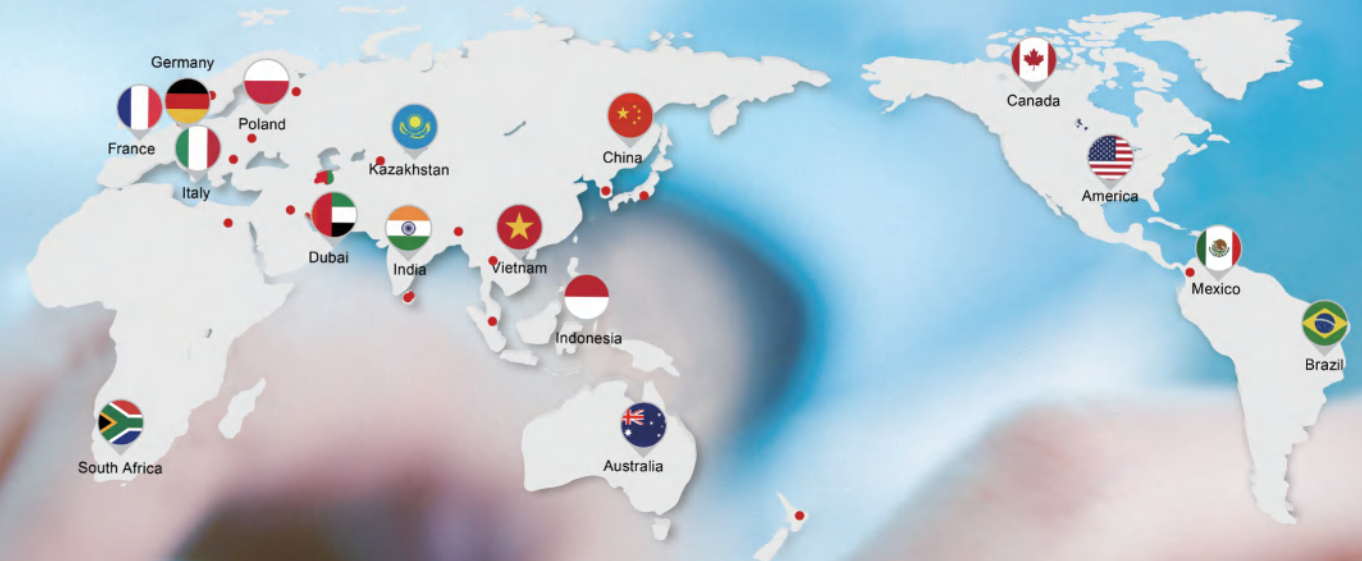 Germany
Poland
France
Italy
Kazakhstan
China
Dubai
India
Vietnam
Indonesia
South Africa
Australia
Canada
America
Mexico
Brazil